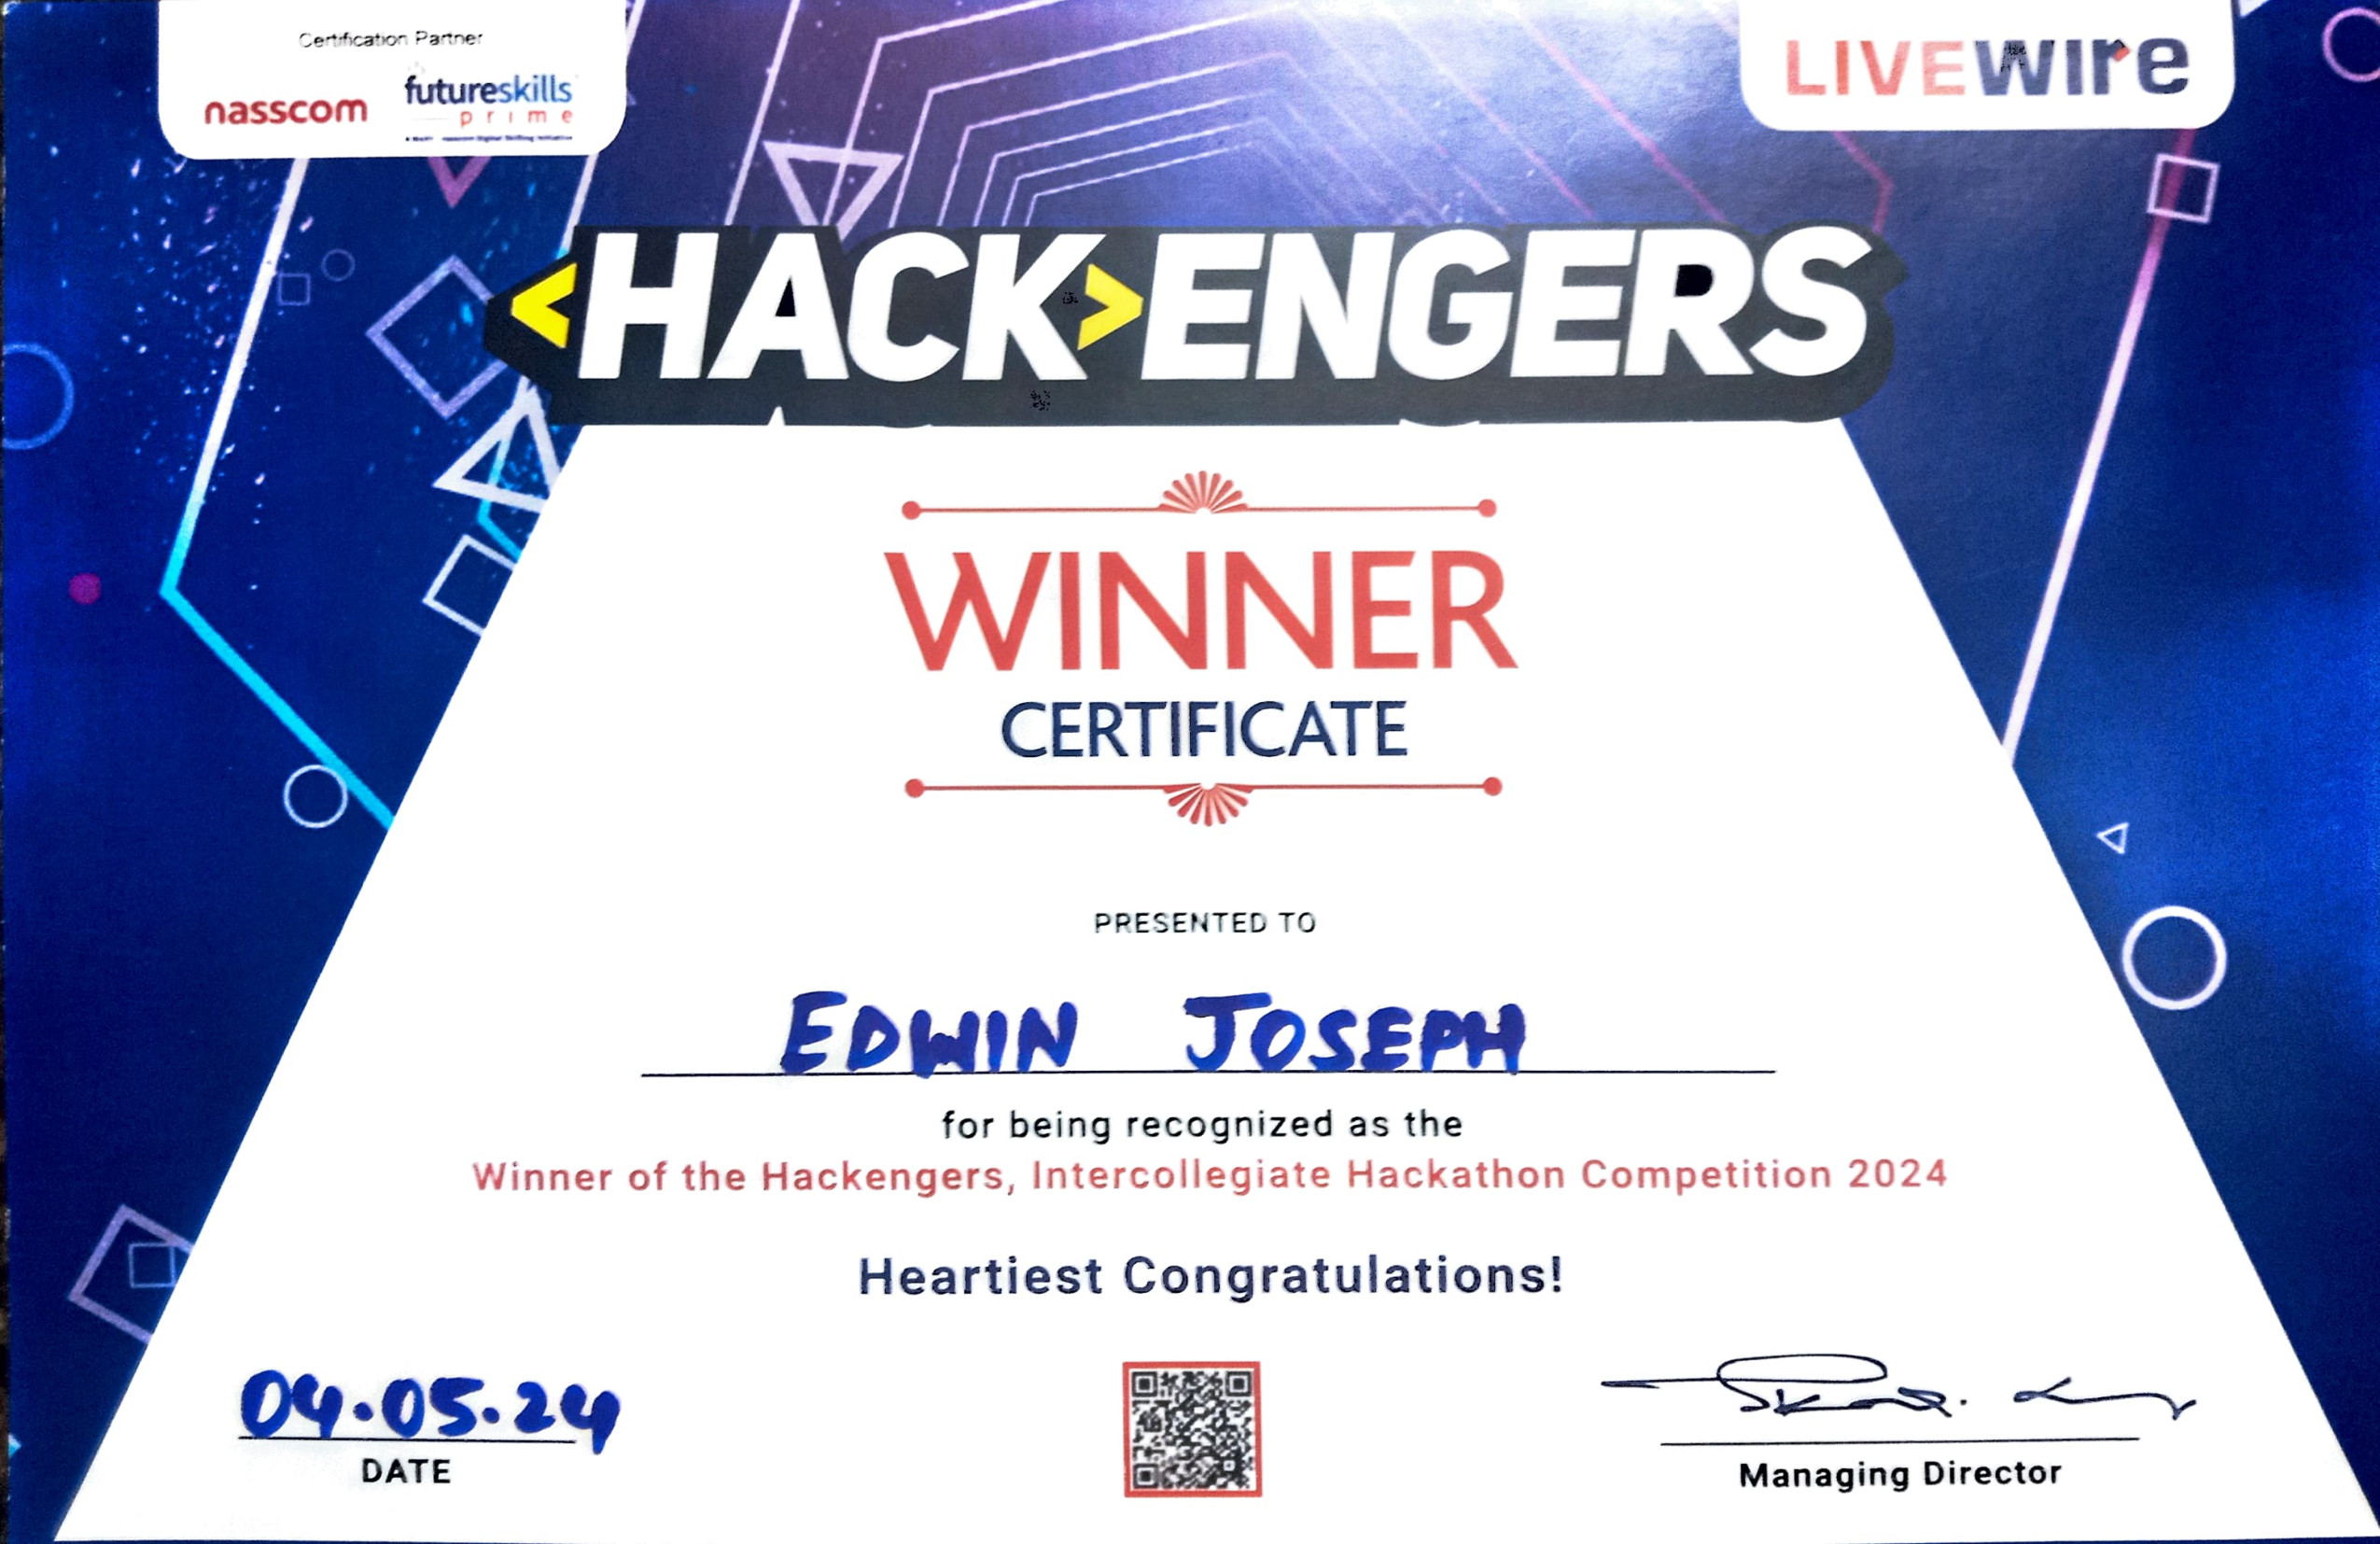 Certification Partner
nasscom
futureskills
prime
LIVEWIRE
<HACK>ENGERS
WINNER
CERTIFICATE
PRESENTED TO
EDWIN JOSEPH
for being recognized as the
Winner of the Hackengers, Intercollegiate Hackathon Competition 2024
Heartiest Congratulations!
04.05.24
DATE
Managing Director